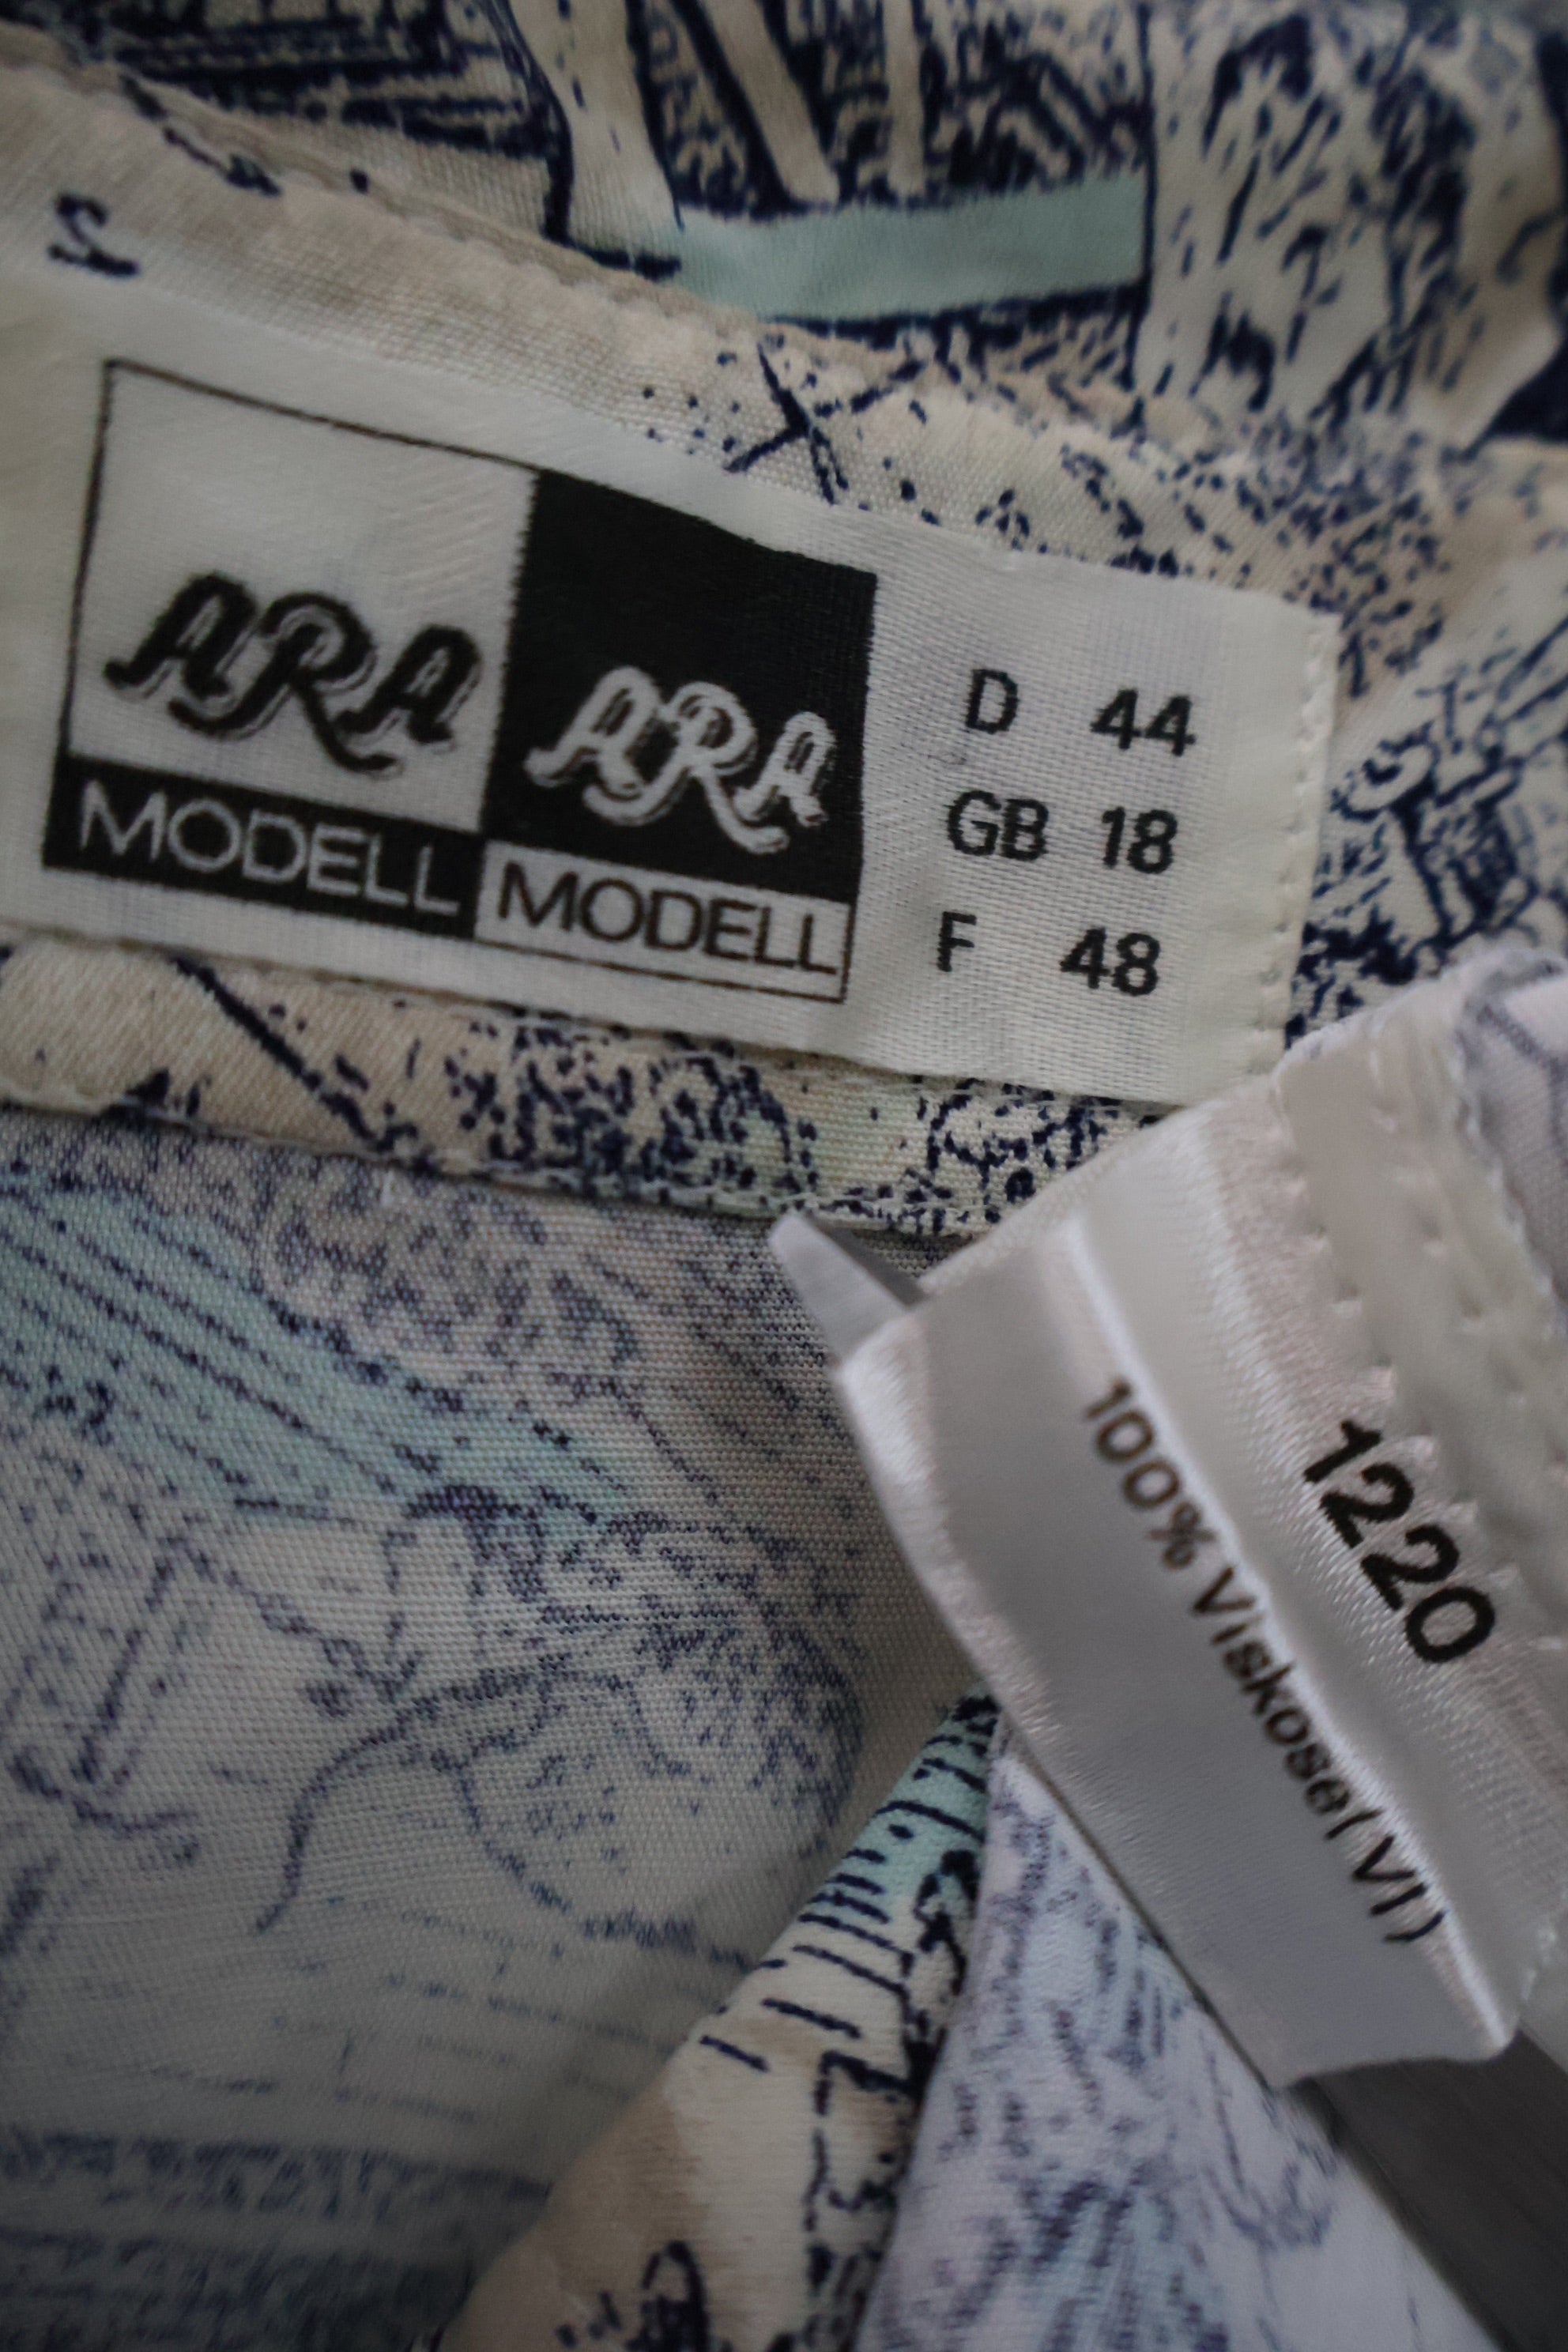 ARA ARA
MODELL MODELL
D 44
GB 18
F 48
1220
100% Viskose(VI)